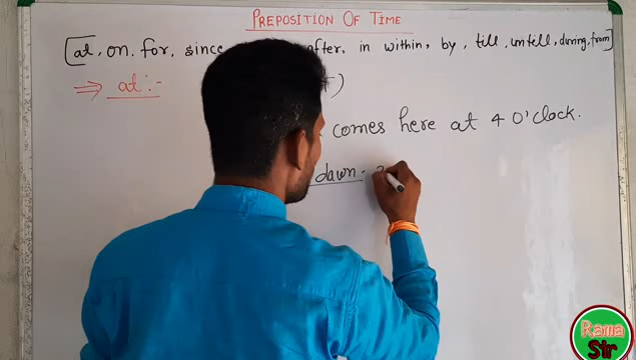 PREPOSITION OF TIME
[at, on, for, since after, in within, by, till, untill, during, from]
⇒ at :-
)
comes here at 4 O'clock.
dawn:
Rama
Sir